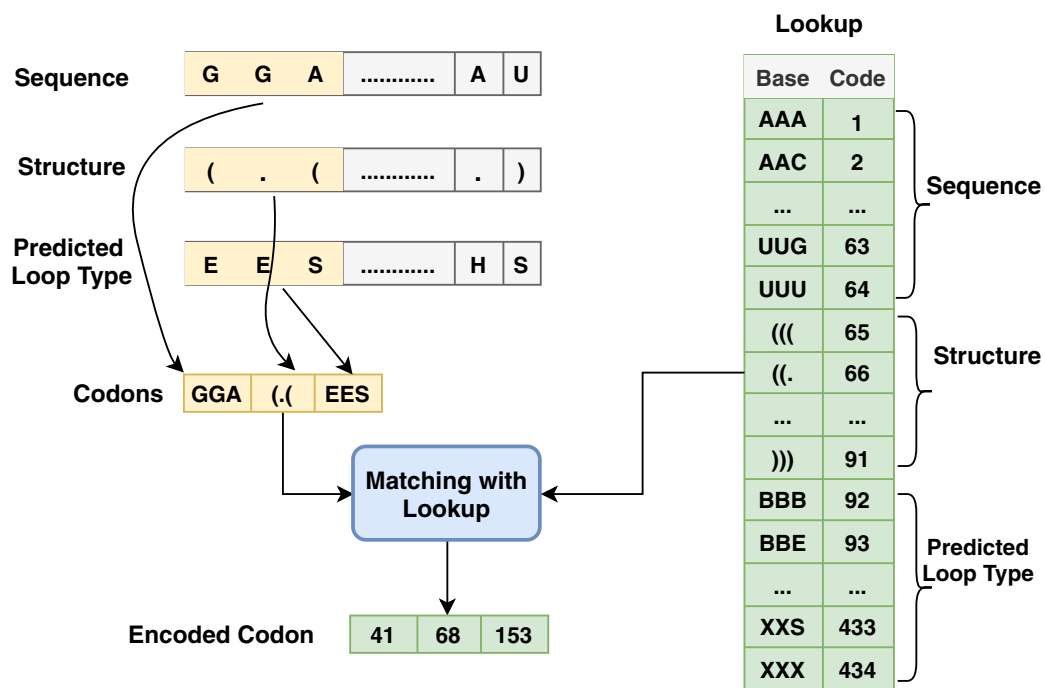 Lookup
Sequence
G G A ............ A U
Structure
( . ( ............ . )
Predicted
Loop Type
E E S ............ H S
Codons
GGA (.( EES
Matching with
Lookup
Encoded Codon
41 68 153
Base Code
AAA 1
AAC 2
... ...
UUG 63
UUU 64
((( 65
((. 66
... ...
))) 91
BBB 92
BBE 93
... ...
XXS 433
XXX 434
Sequence
Structure
Predicted
Loop Type